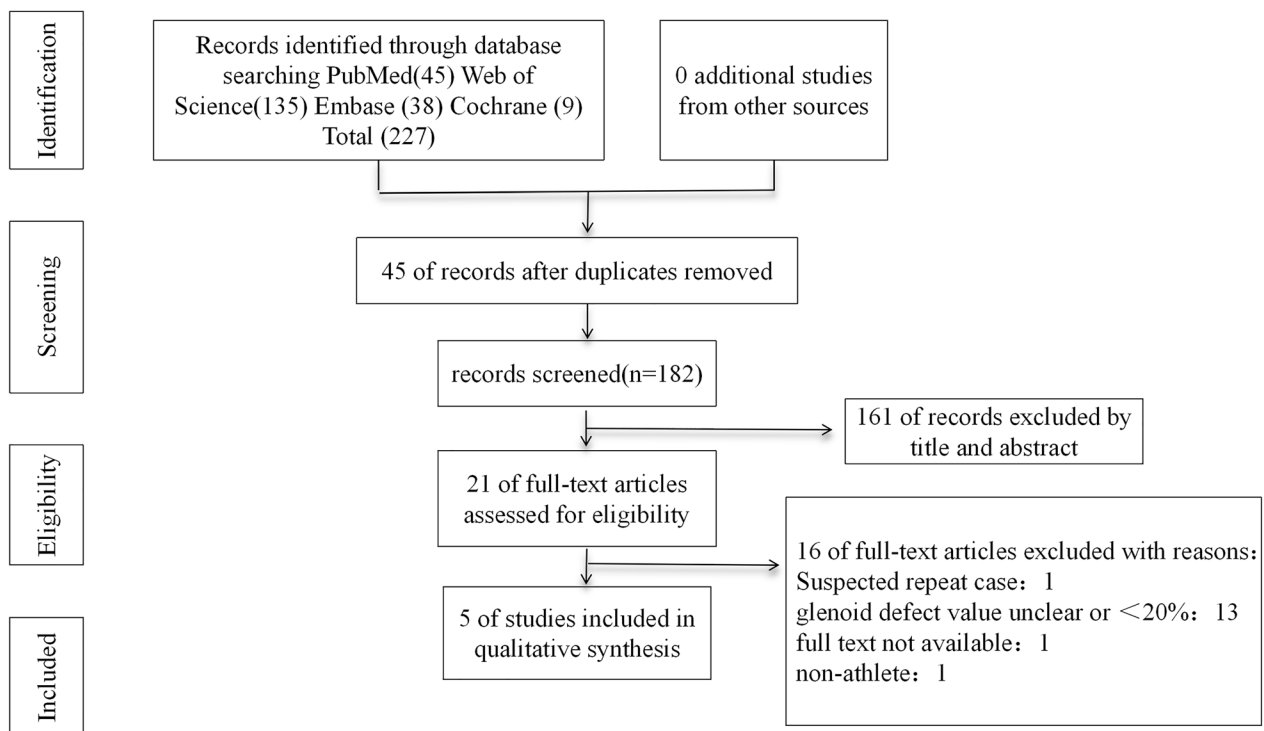 Identification
Records identified through database
searching PubMed(45) Web of
Science(135) Embase (38) Cochrane (9)
Total (227)
0 additional studies
from other sources
Screening
45 of records after duplicates removed
records screened(n=182)
161 of records excluded by
title and abstract
Eligibility
21 of full-text articles
assessed for eligibility
16 of full-text articles excluded with reasons：
Suspected repeat case：1
glenoid defect value unclear or ＜20%：13
full text not available：1
non-athlete：1
Included
5 of studies included in
qualitative synthesis